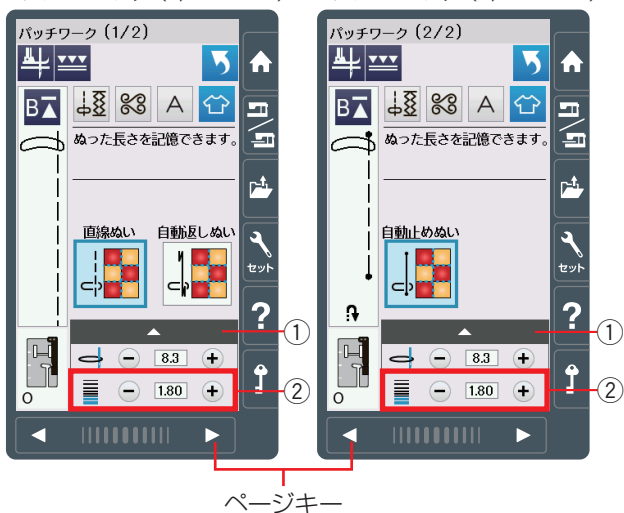 パッチワーク (1/2)
B
A
ぬった長さを記憶できます。
直線ぬい 自動返しぬい
セット
?
①
8.3
②
1.80
O
パッチワーク (2/2)
B
A
ぬった長さを記憶できます。
自動止めぬい
セット
?
①
8.3
②
1.80
O
ページキー